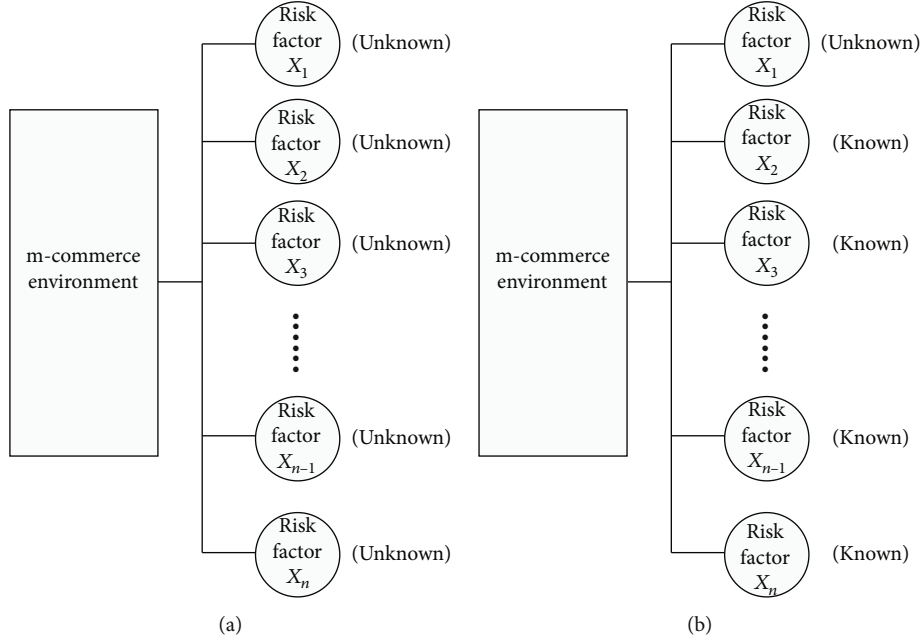 m-commerce
environment
Risk
factor
X1
(Unknown)
Risk
factor
X2
(Unknown)
Risk
factor
X3
(Unknown)
Risk
factor
Xn–1
(Unknown)
Risk
factor
Xn
(Unknown)
(a)
m-commerce
environment
Risk
factor
X1
(Unknown)
Risk
factor
X2
(Known)
Risk
factor
X3
(Known)
Risk
factor
Xn–1
(Known)
Risk
factor
Xn
(Known)
(b)